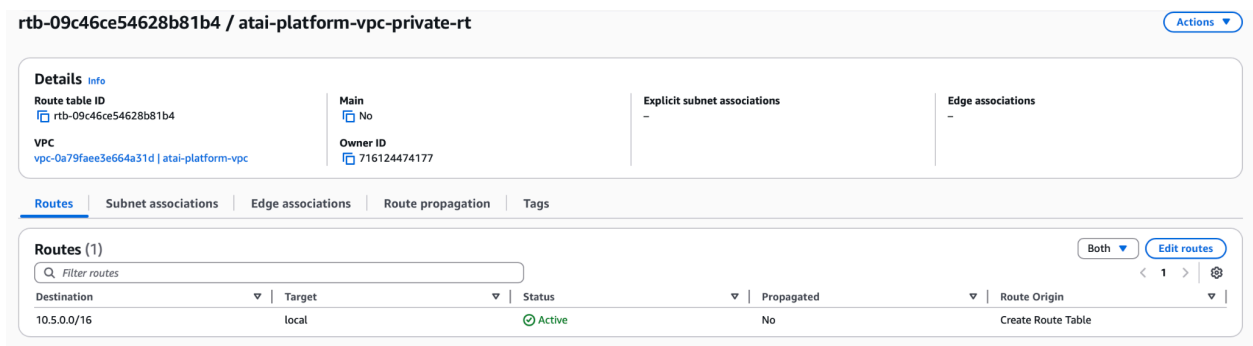 rtb-09c46ce54628b81b4 / atai-platform-vpc-private-rt
Actions
Details Info
Route table ID
rtb-09c46ce54628b81b4
Main
No
Explicit subnet associations
–
Edge associations
–
VPC
vpc-0a79faee3e664a31d | atai-platform-vpc
Owner ID
716124474177
Routes
Subnet associations
Edge associations
Route propagation
Tags
Routes (1)
Both
Edit routes
Filter routes
1
Destination Target Status Propagated Route Origin
10.5.0.0/16 local Active No Create Route Table